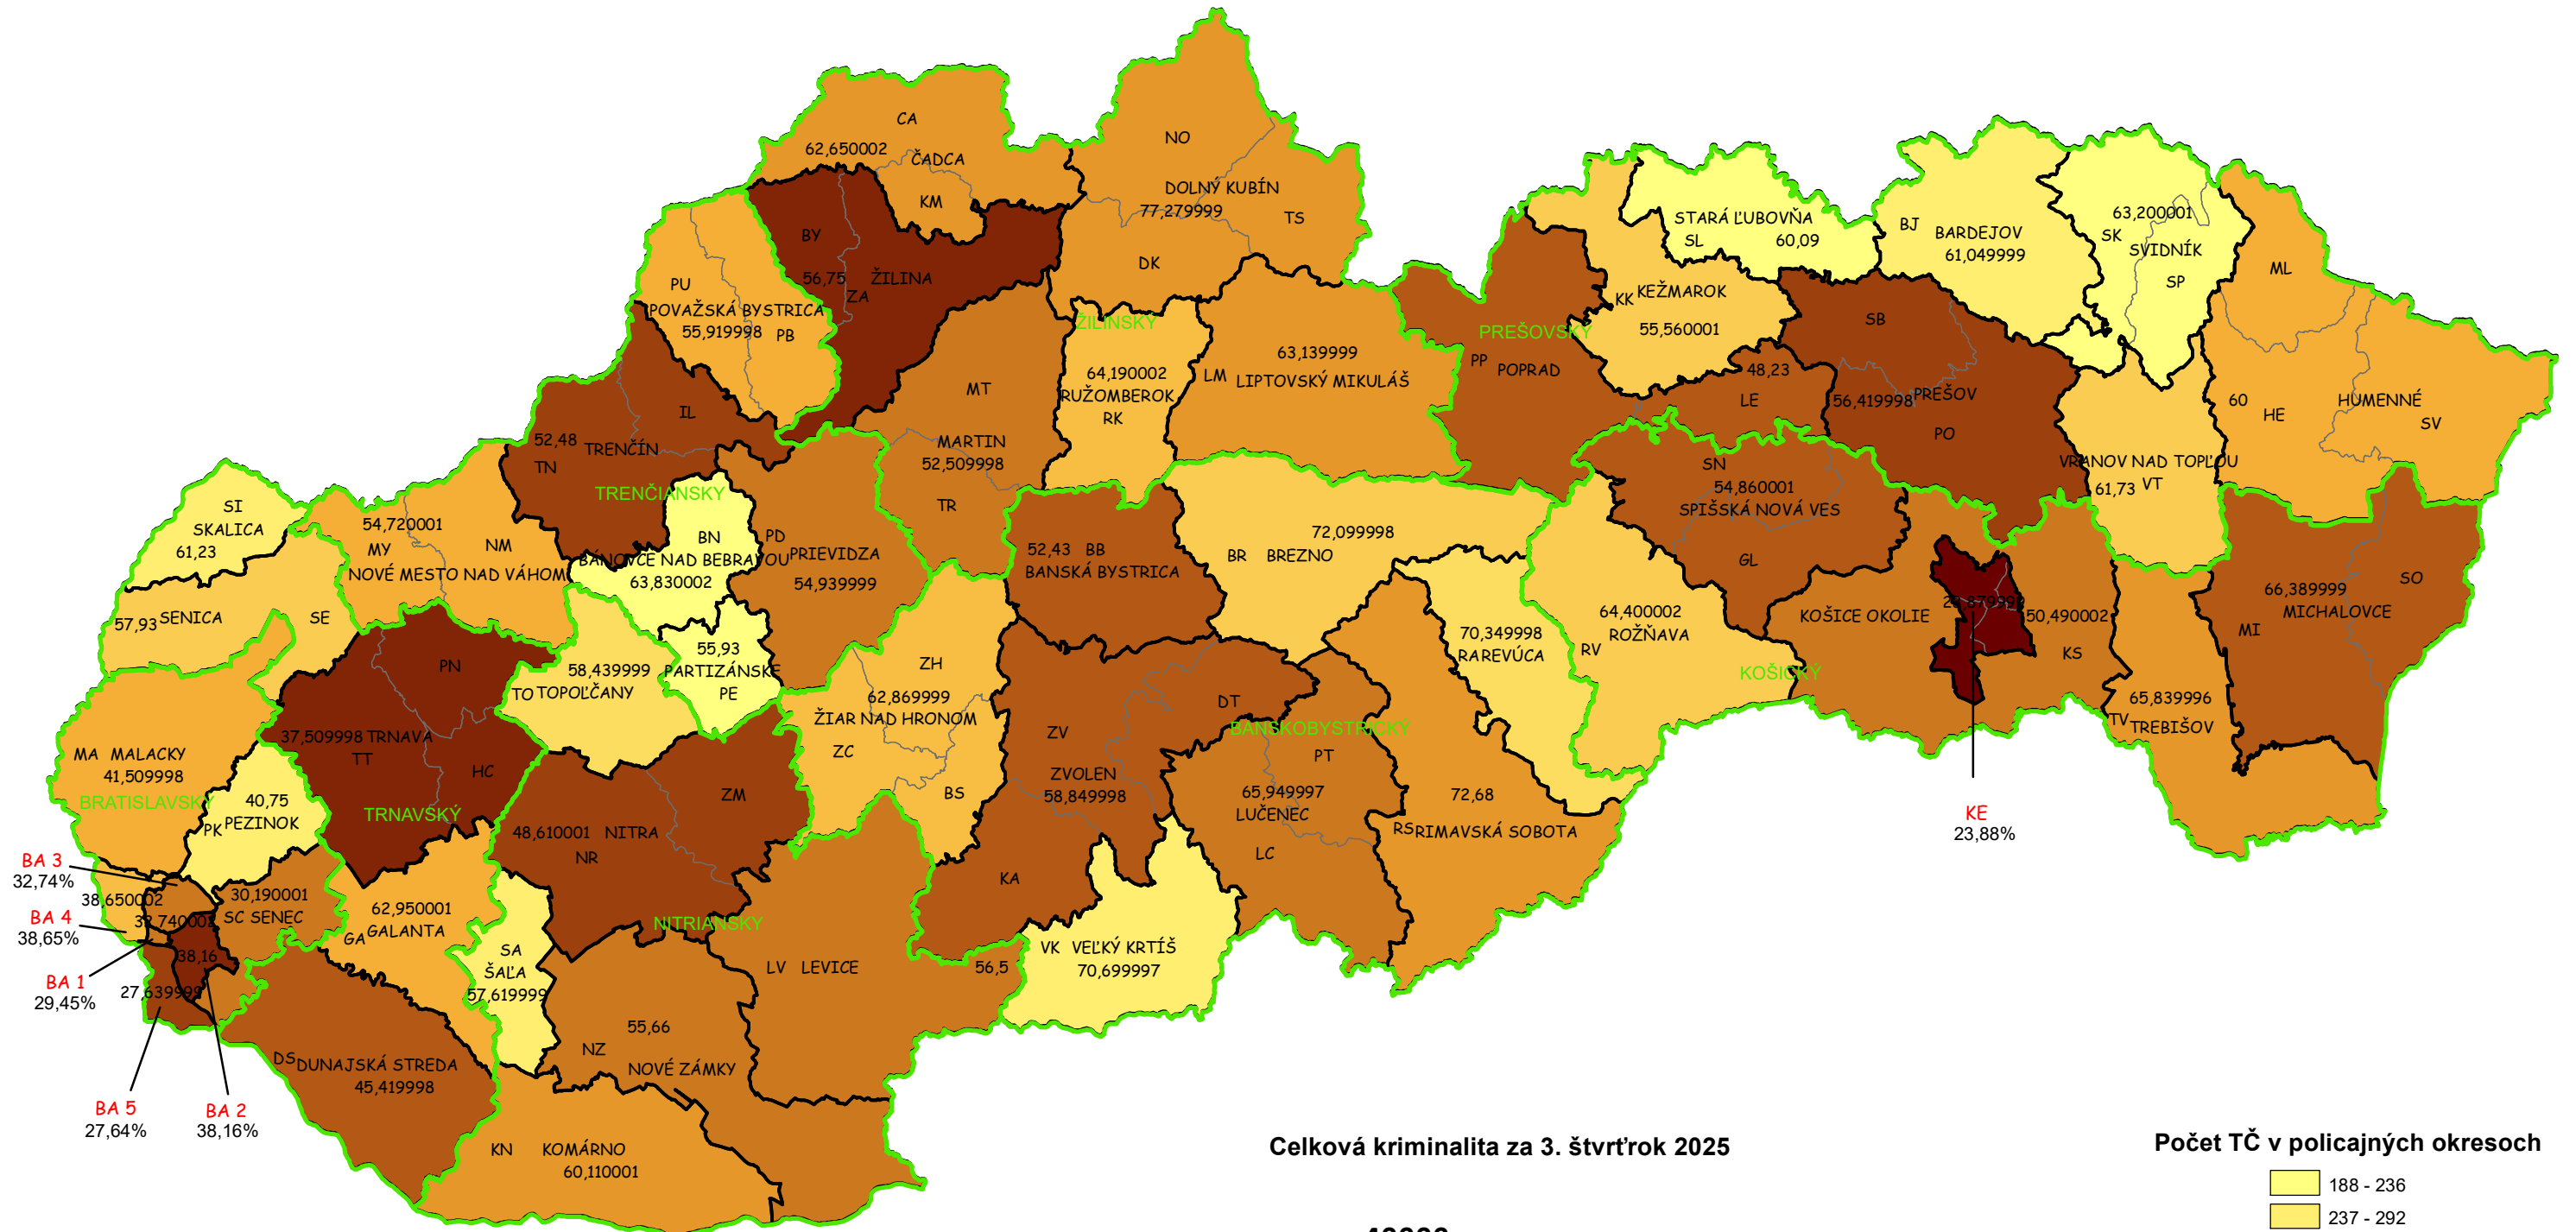 CA
62,650002
ČADCA
KM
NO
DOLNÝ KUBÍN
77,279999
TS
DK
BY
56,75
ŽILINA
ZA
PU
POVAŽSKÁ BYSTRICA
55,919998
PB
ŽILINSKÝ
64,190002
RUŽOMBEROK
RK
63,139999
LM
LIPTOVSKÝ MIKULÁŠ
MT
MARTIN
52,509998
TR
STARÁ ĽUBOVŇA
SL
60,09
BJ
BARDEJOV
61,049999
63,200001
SK
SVIDNÍK
SP
ML
KK
KEŽMAROK
55,560001
PREŠOVSKÝ
PP
POPRAD
48,23
LE
SB
56,419998
PREŠOV
PO
60
HE
HUMENNÉ
SV
VRANOV NAD TOPĽOU
61,73
VT
IL
52,48
TRENČÍN
TN
TRENČIANSKY
SI
SKALICA
61,23
54,720001
MY
NM
NOVÉ MESTO NAD VÁHOM
BN
BÁNOVCE NAD BEBRAVOU
63,830002
PD
PRIEVIDZA
54,939999
57,93
SENICA
SE
55,93
PARTIZÁNSKE
PE
58,439999
TO
TOPOĽČANY
52,43
BB
BANSKÁ BYSTRICA
72,099998
BR
BREZNO
SN
54,860001
SPIŠSKÁ NOVÁ VES
GL
KOŠICE OKOLIE
50,490002
KS
66,389999
MICHALOVCE
MI
SO
64,400002
ROŽŇAVA
RV
KOŠICKÝ
70,349998
RA
REVÚCA
65,839996
TV
TREBIŠOV
KE
23,88%
ZH
62,869999
ŽIAR NAD HRONOM
ZC
BS
PN
37,509998
TRNAVA
TT
HC
TRNAVSKÝ
MA
MALACKY
41,509998
BRATISLAVSKÝ
40,75
PK
PEZINOK
DT
BANSKOBYSTRICKÝ
ZV
ZVOLEN
58,849998
KA
PT
65,949997
LUČENEC
LC
72,68
RS
RIMAVSKÁ SOBOTA
ZM
48,610001
NITRA
NR
NITRIANSKY
BA 3
32,74%
38,650002
BA 4
38,65%
30,190001
SC
SENEC
38,16
BA 1
29,45%
27,639999
BA 5
27,64%
BA 2
38,16%
62,950001
GA
GALANTA
SA
ŠAĽA
57,619999
LV
LEVICE
56,5
VK
VEĽKÝ KRTÍŠ
70,699997
DS
DUNAJSKÁ STREDA
45,419998
55,66
NZ
NOVÉ ZÁMKY
KN
KOMÁRNO
60,110001
Celková kriminalita za 3. štvrťrok 2025
Počet TČ v policajných okresoch
188 - 236
237 - 292